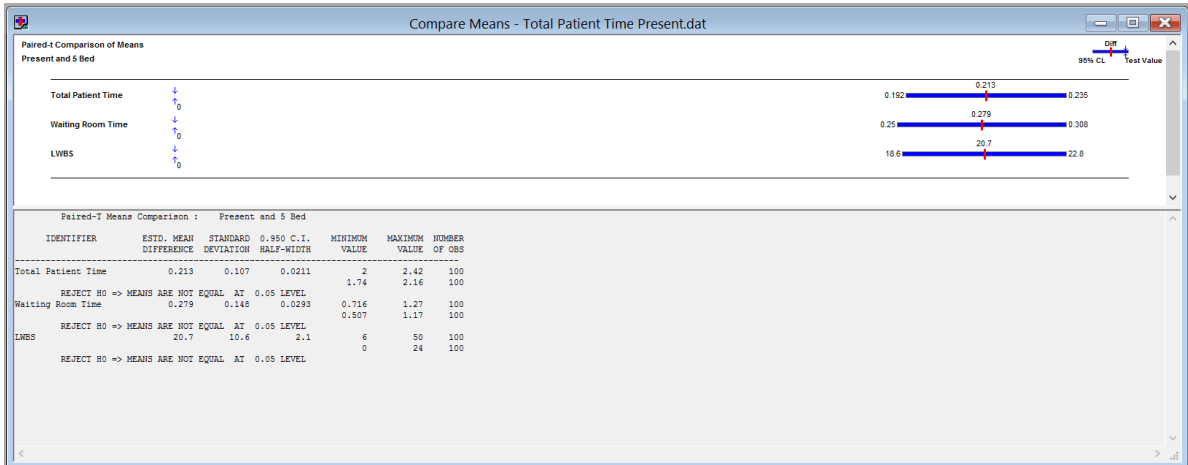 Compare Means - Total Patient Time Present.dat
Paired-t Comparison of Means
Present and 5 Bed
Diff
95% CL Test Value
Total Patient Time 0 0.192 0.213 0.235
Waiting Room Time 0 0.25 0.279 0.308
LWBS 0 18.6 20.7 22.8
Paired-T Means Comparison : Present and 5 Bed
IDENTIFIER ESTD. MEAN STANDARD 0.950 C.I. MINIMUM MAXIMUM NUMBER
DIFFERENCE DEVIATION HALF-WIDTH VALUE VALUE OF OBS
Total Patient Time 0.213 0.107 0.0211 2 2.42 100
1.74 2.16 100
REJECT H0 => MEANS ARE NOT EQUAL AT 0.05 LEVEL
Waiting Room Time 0.279 0.148 0.0293 0.716 1.27 100
0.507 1.17 100
REJECT H0 => MEANS ARE NOT EQUAL AT 0.05 LEVEL
LWBS 20.7 10.6 2.1 6 50 100
0 24 100
REJECT H0 => MEANS ARE NOT EQUAL AT 0.05 LEVEL